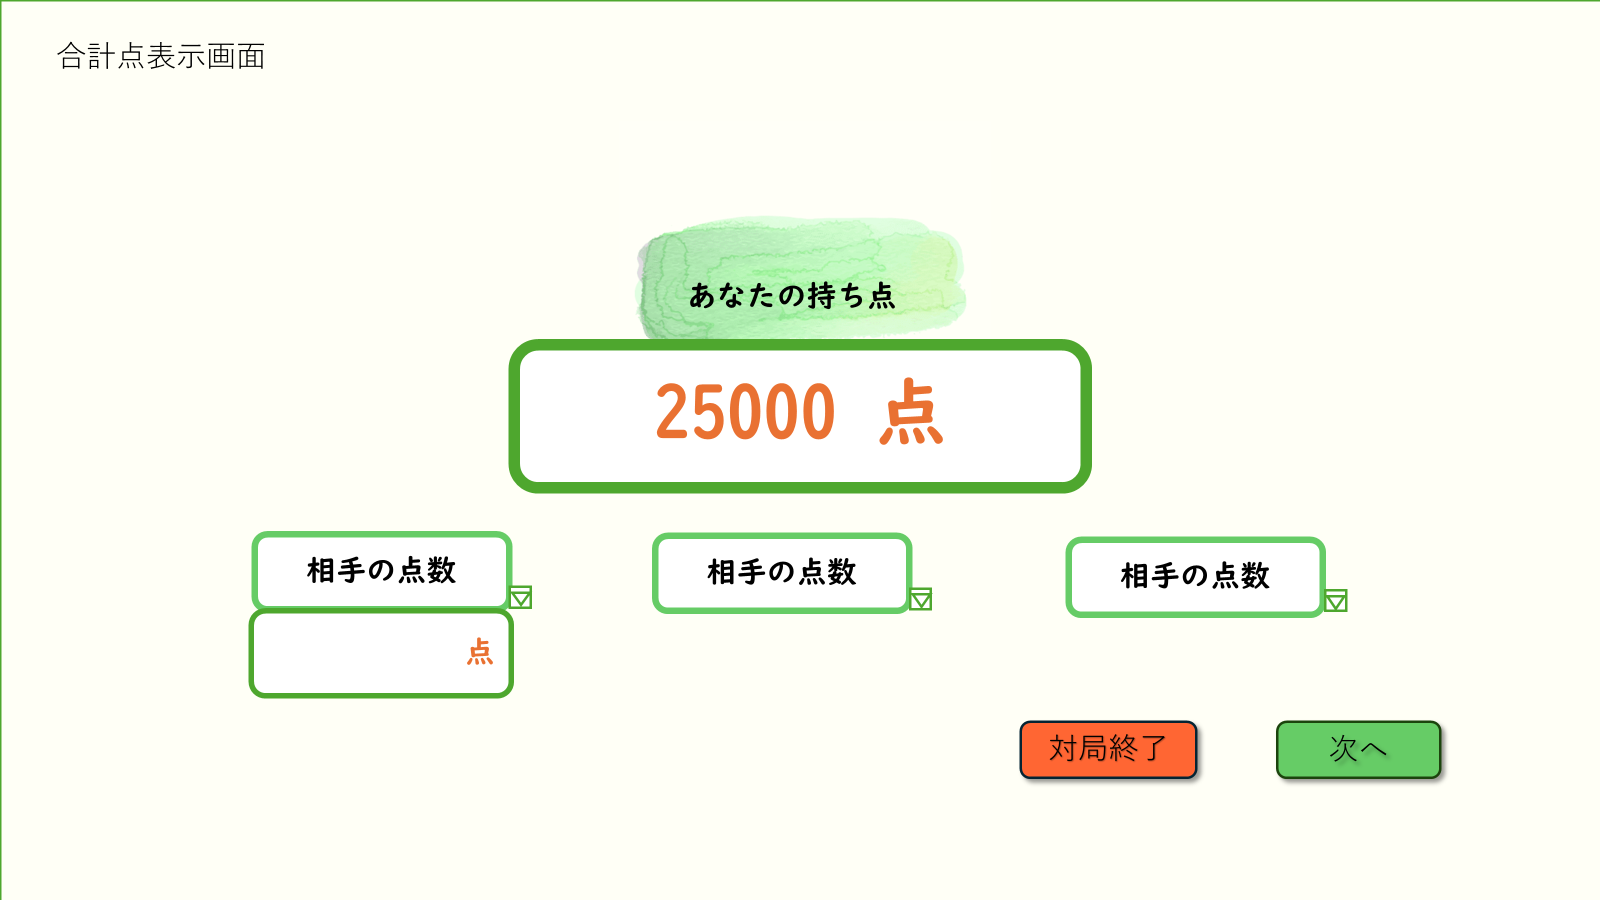 合計点表示画面
あなたの持ち点
25000 点
相手の点数
相手の点数
相手の点数
点
対局終了
次へ